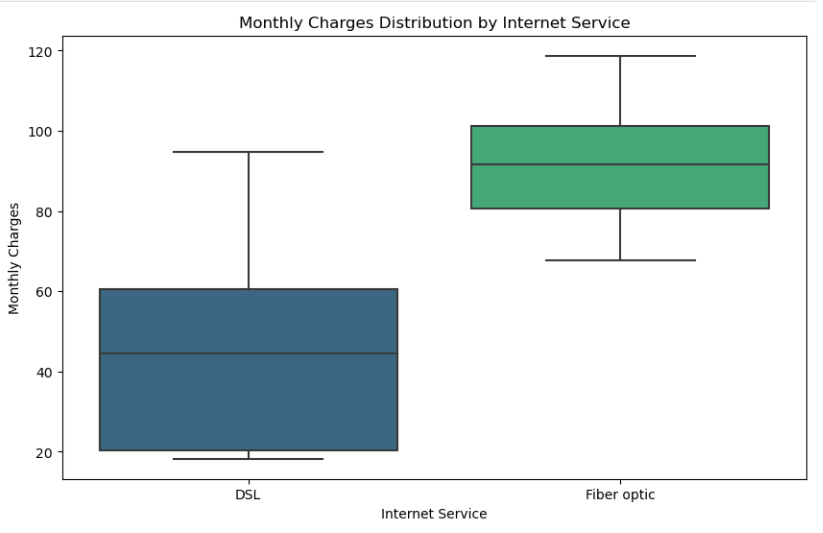 Monthly Charges Distribution by Internet Service
120
100
80
60
40
20
Monthly Charges
DSL
Fiber optic
Internet Service